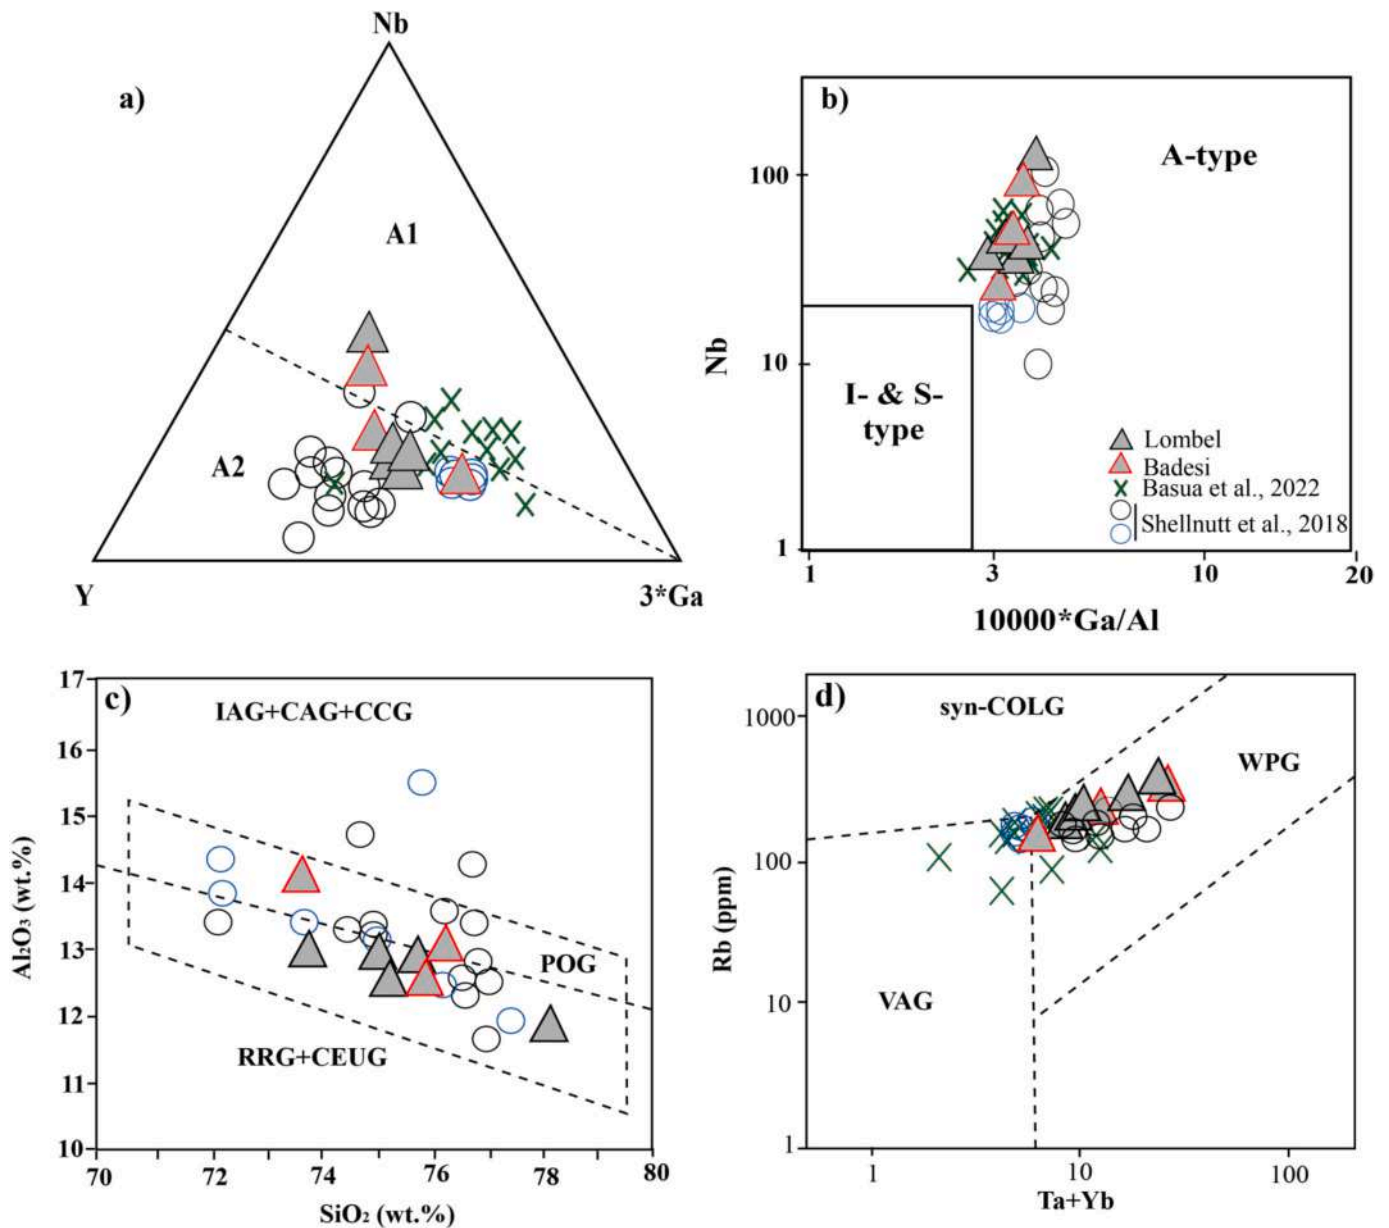 a)
Nb
A1
A2
Y
3*Ga
b)
A-type
I- & S-
type
Nb
100
10
1
1
3
10
20
10000*Ga/Al
Lombel
Badesi
Basua et al., 2022
Shellnutt et al., 2018
c)
IAG+CAG+CCG
POG
RRG+CEUG
Al₂O₃ (wt.%)
17
16
15
14
13
12
11
10
70
72
74
75
76
78
80
SiO₂ (wt.%)
d)
syn-COLG
WPG
VAG
Rb (ppm)
1000
100
10
1
1
10
100
Ta+Yb